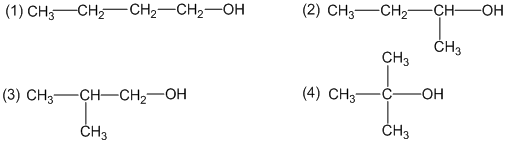 (1) CH₃—CH₂—CH₂—CH₂—OH
(2) CH₃—CH₂—CH—OH
CH₃
(3) CH₃—CH—CH₂—OH
CH₃
CH₃
(4) CH₃—C—OH
CH₃